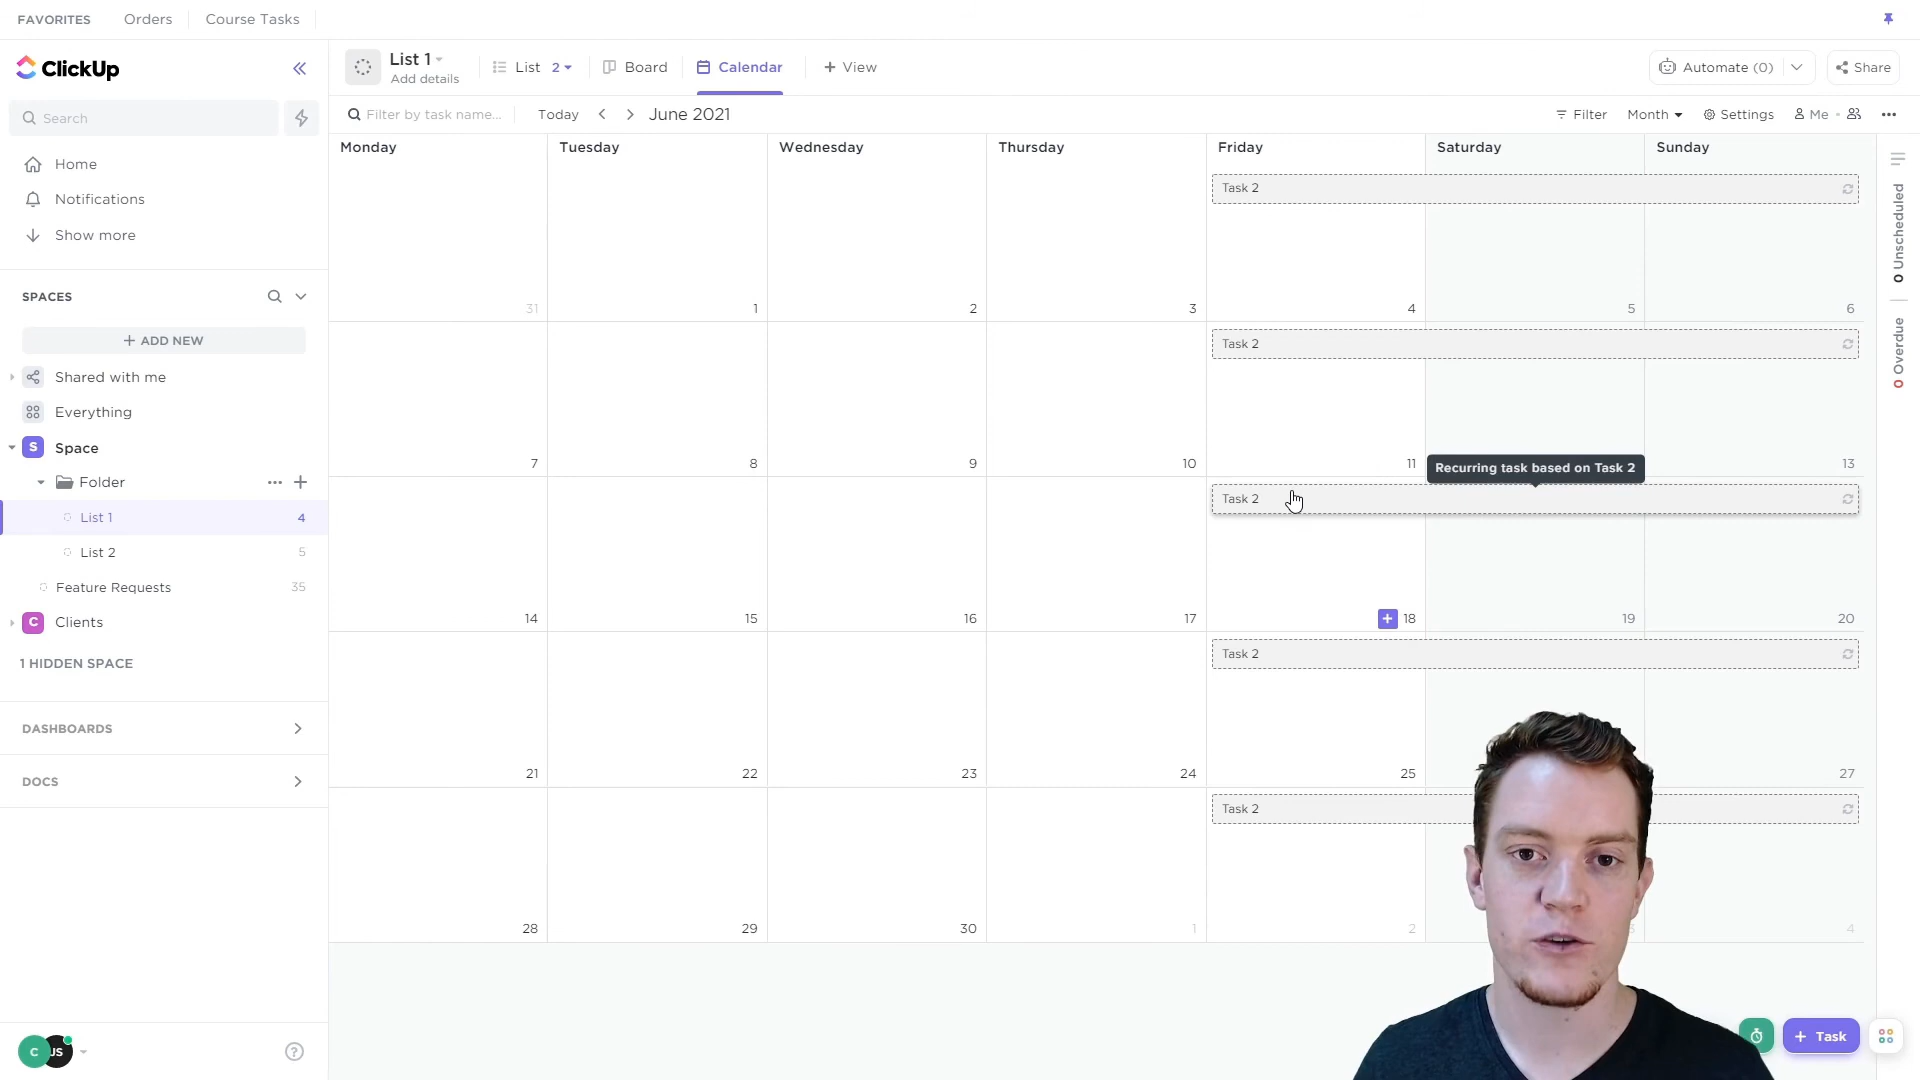 FAVORITES Orders Course Tasks
ClickUp
List 1
Add details
List 2
Board
Calendar
+ View
Automate (0)
Share
Search
Filter by task name...
Today
June 2021
Filter
Month
Settings
Me
Home
Notifications
Show more
SPACES
+ ADD NEW
Shared with me
Everything
S Space
Folder
List 1 4
List 2 5
Feature Requests 35
C Clients
1 HIDDEN SPACE
DASHBOARDS
DOCS
C JS
Monday Tuesday Wednesday Thursday Friday Saturday Sunday
Task 2
31 1 2 3 4 5 6
Task 2
7 8 9 10 11 13
Recurring task based on Task 2
Task 2
14 15 16 17 + 18 19 20
Task 2
21 22 23 24 25 27
Task 2
28 29 30 1 2 3 4
0 Unscheduled
0 Overdue
+ Task